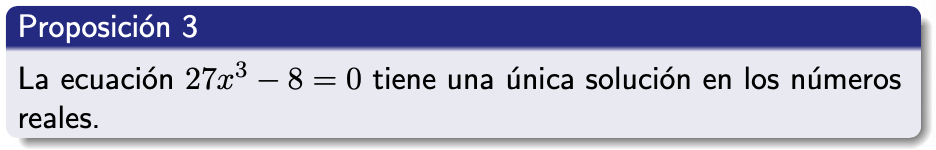 Proposición 3
La ecuación 27x³ − 8 = 0 tiene una única solución en los números
reales.